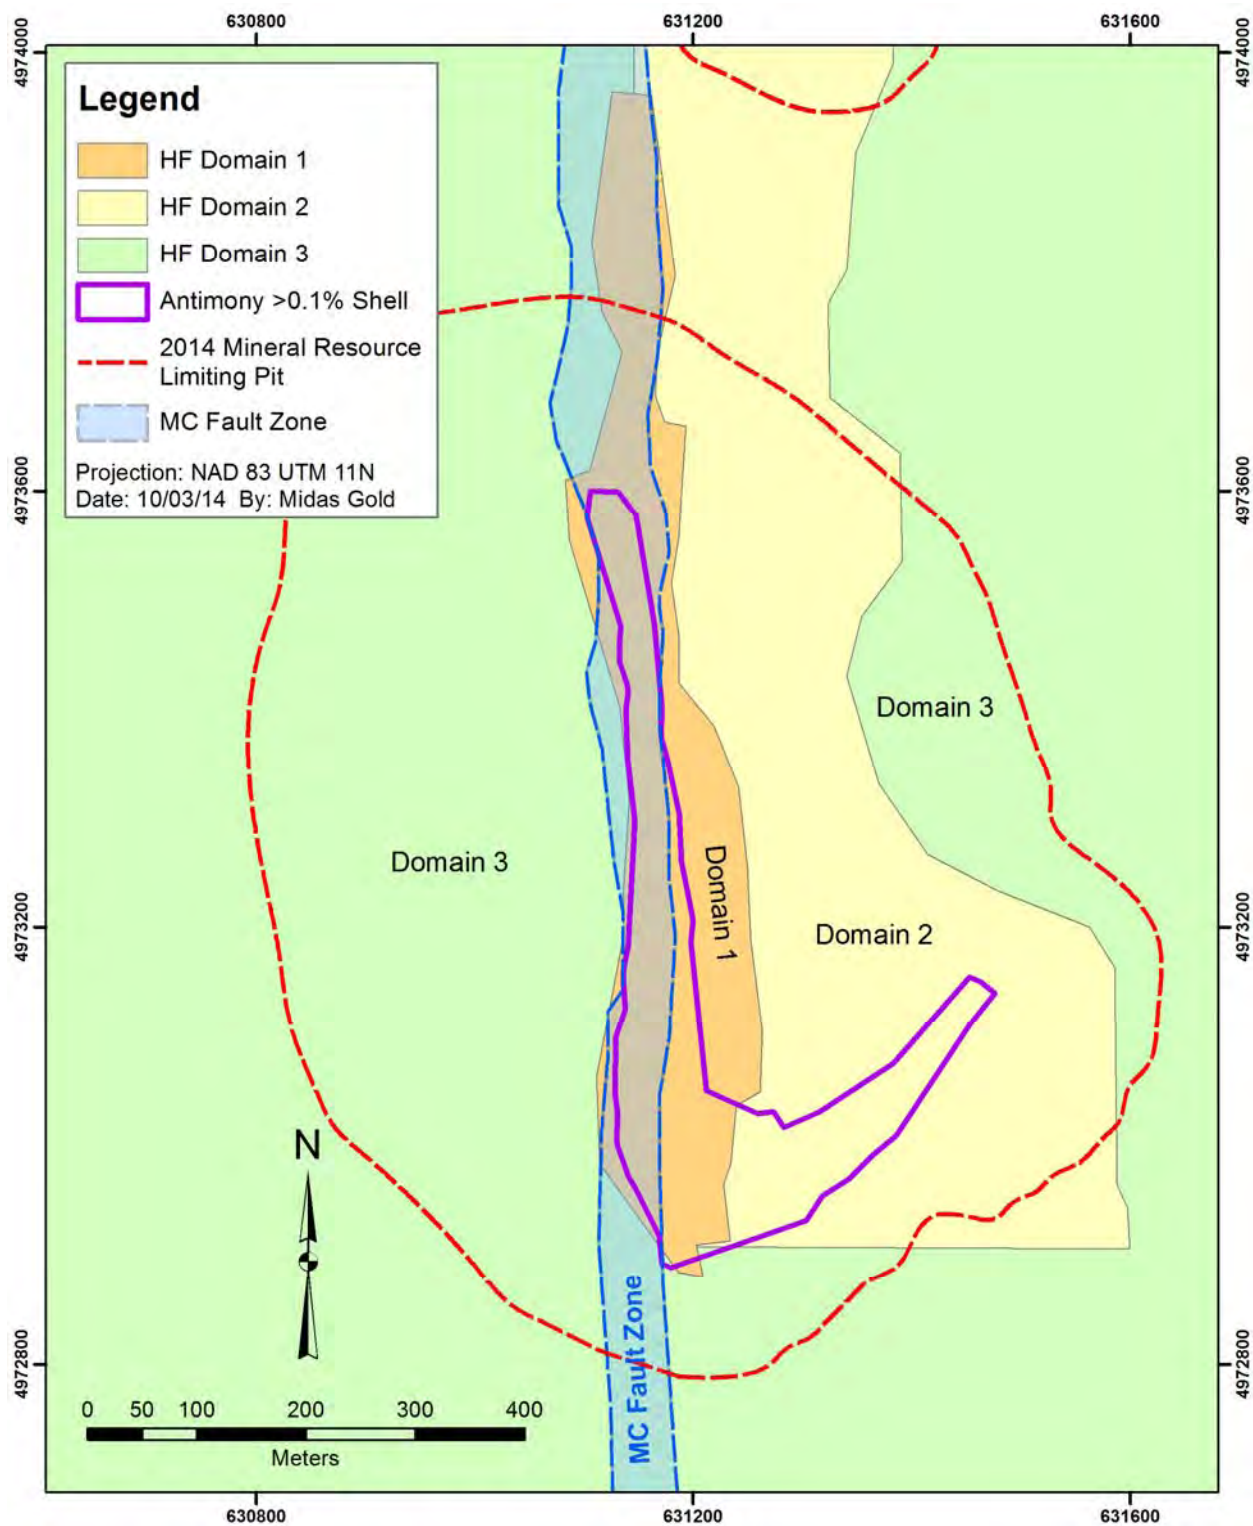 630800
631200
631600
4974000
4974000
Legend
HF Domain 1
HF Domain 2
HF Domain 3
Antimony >0.1% Shell
2014 Mineral Resource
Limiting Pit
MC Fault Zone
Projection: NAD 83 UTM 11N
Date: 10/03/14 By: Midas Gold
4973600
4973600
Domain 3
Domain 3
Domain 1
Domain 2
4973200
4973200
N
MC Fault Zone
4972800
4972800
0 50 100 200 300 400
Meters
630800
631200
631600